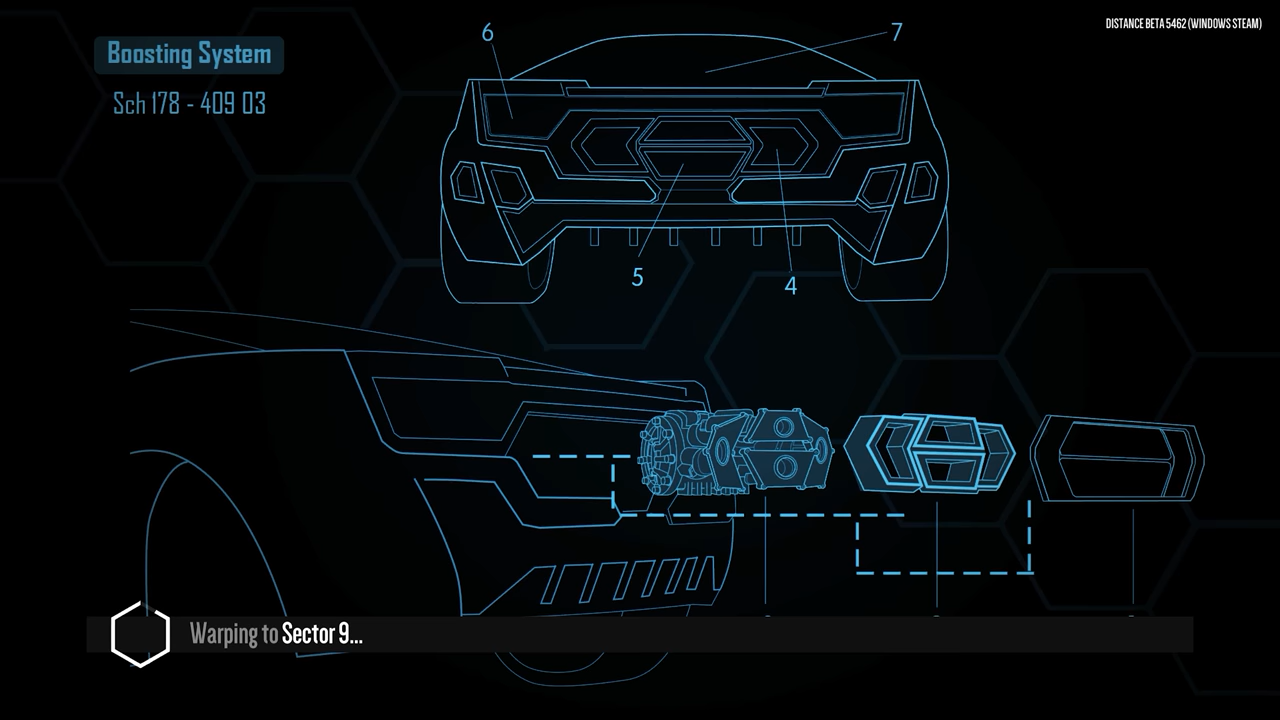 6
7
DISTANCE BETA 5462 (WINDOWS STEAM)
Boosting System
Sch 178 - 409 03
5
4
Warping to Sector 9...